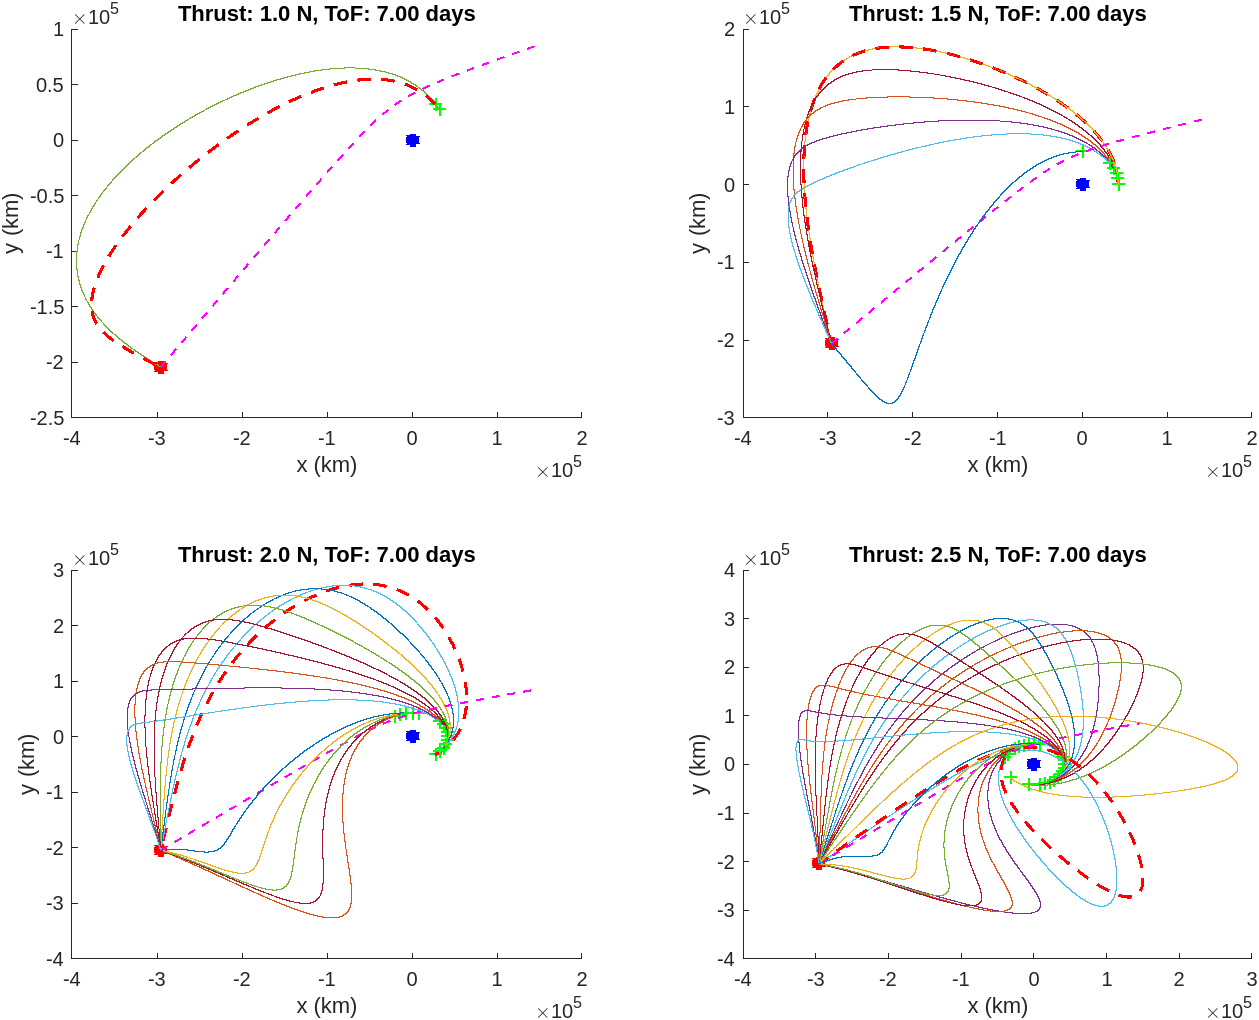 Thrust: 1.0 N, ToF: 7.00 days
×10^5
1
0.5
0
-0.5
-1
-1.5
-2
-2.5
y (km)
-4 -3 -2 -1 0 1 2
x (km)
×10^5
Thrust: 1.5 N, ToF: 7.00 days
×10^5
2
1
0
-1
-2
-3
y (km)
-4 -3 -2 -1 0 1 2
x (km)
×10^5
Thrust: 2.0 N, ToF: 7.00 days
×10^5
3
2
1
0
-1
-2
-3
-4
y (km)
-4 -3 -2 -1 0 1 2
x (km)
×10^5
Thrust: 2.5 N, ToF: 7.00 days
×10^5
4
3
2
1
0
-1
-2
-3
-4
y (km)
-4 -3 -2 -1 0 1 2 3
x (km)
×10^5